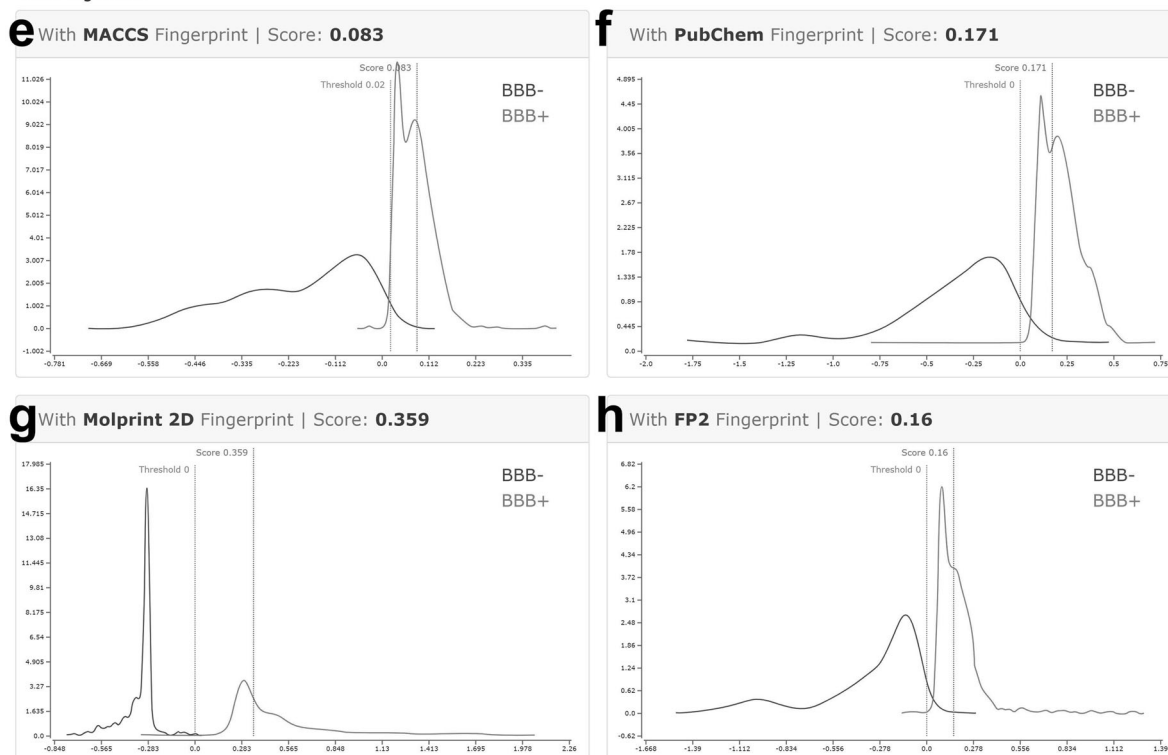 e With MACCS Fingerprint | Score: 0.083
Score 0.083
Threshold 0.02
BBB-
BBB+
11.026
10.024
9.022
8.019
7.017
6.014
5.012
4.01
3.007
2.005
1.002
0.0
-1.002
-0.781 -0.669 -0.558 -0.446 -0.335 -0.223 -0.112 0.0 0.112 0.223 0.335
f With PubChem Fingerprint | Score: 0.171
Score 0.171
Threshold 0
BBB-
BBB+
4.895
4.45
4.005
3.56
3.115
2.67
2.225
1.78
1.335
0.89
0.445
0.0
-2.0 -1.75 -1.5 -1.25 -1.0 -0.75 -0.5 -0.25 0.0 0.25 0.5 0.75
g With Molprint 2D Fingerprint | Score: 0.359
Score 0.359
Threshold 0
BBB-
BBB+
17.985
16.35
14.715
13.08
11.445
9.81
8.175
6.54
4.905
3.27
1.635
0.0
-0.848 -0.565 -0.283 0.0 0.283 0.565 0.848 1.13 1.413 1.695 1.978 2.26
h With FP2 Fingerprint | Score: 0.16
Score 0.16
Threshold 0
BBB-
BBB+
6.82
6.2
5.58
4.96
4.34
3.72
3.1
2.48
1.86
1.24
0.62
0.0
-0.62
-1.668 -1.39 -1.112 -0.834 -0.556 -0.278 0.0 0.278 0.556 0.834 1.112